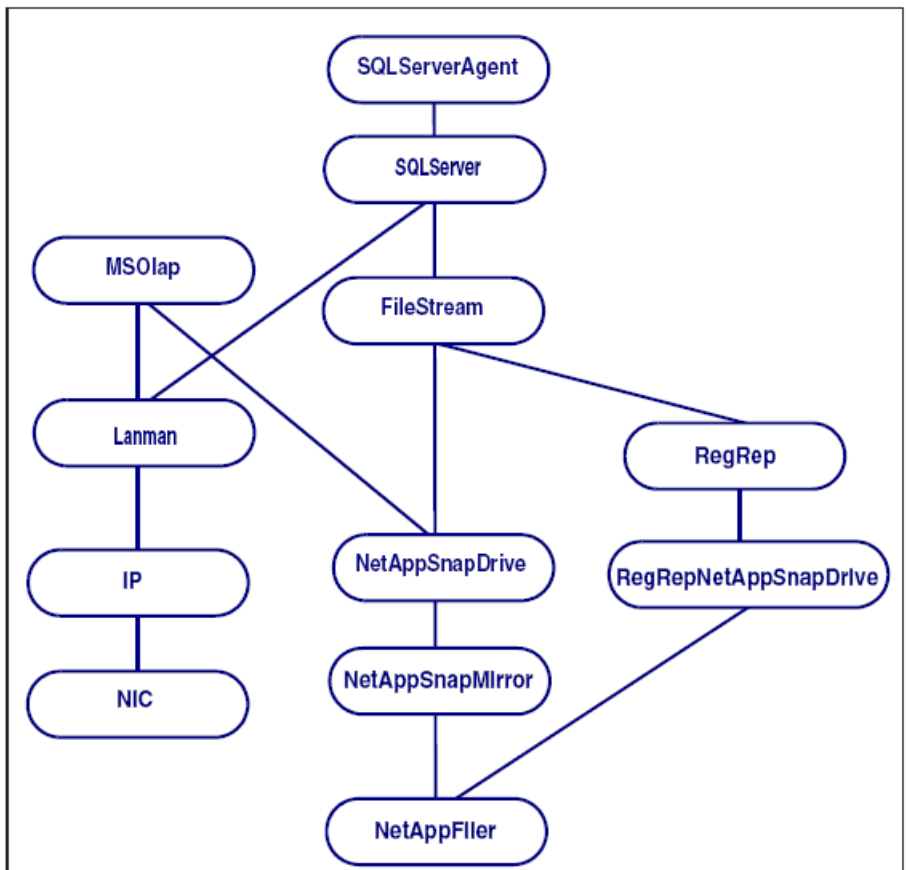 SQLServerAgent
SQLServer
MSOlap
FileStream
Lanman
RegRep
NetAppSnapDrive
RegRepNetAppSnapDrive
IP
NetAppSnapMirror
NIC
NetAppFiler